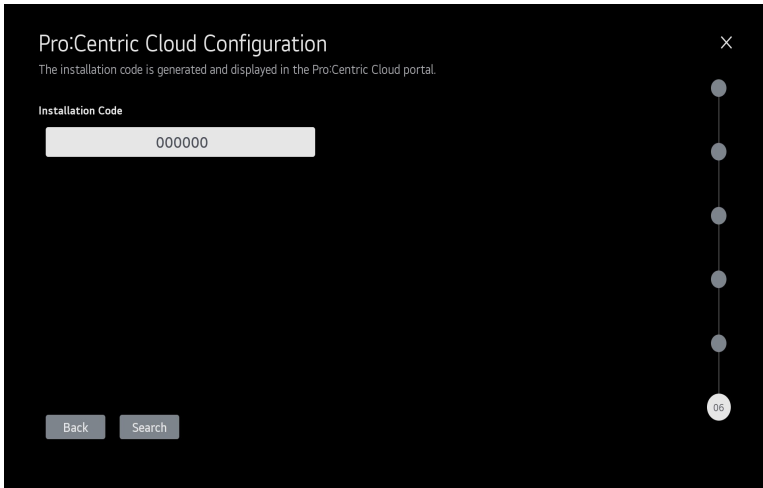 Pro:Centric Cloud Configuration
The installation code is generated and displayed in the Pro:Centric Cloud portal.
Installation Code
000000
06
Back Search